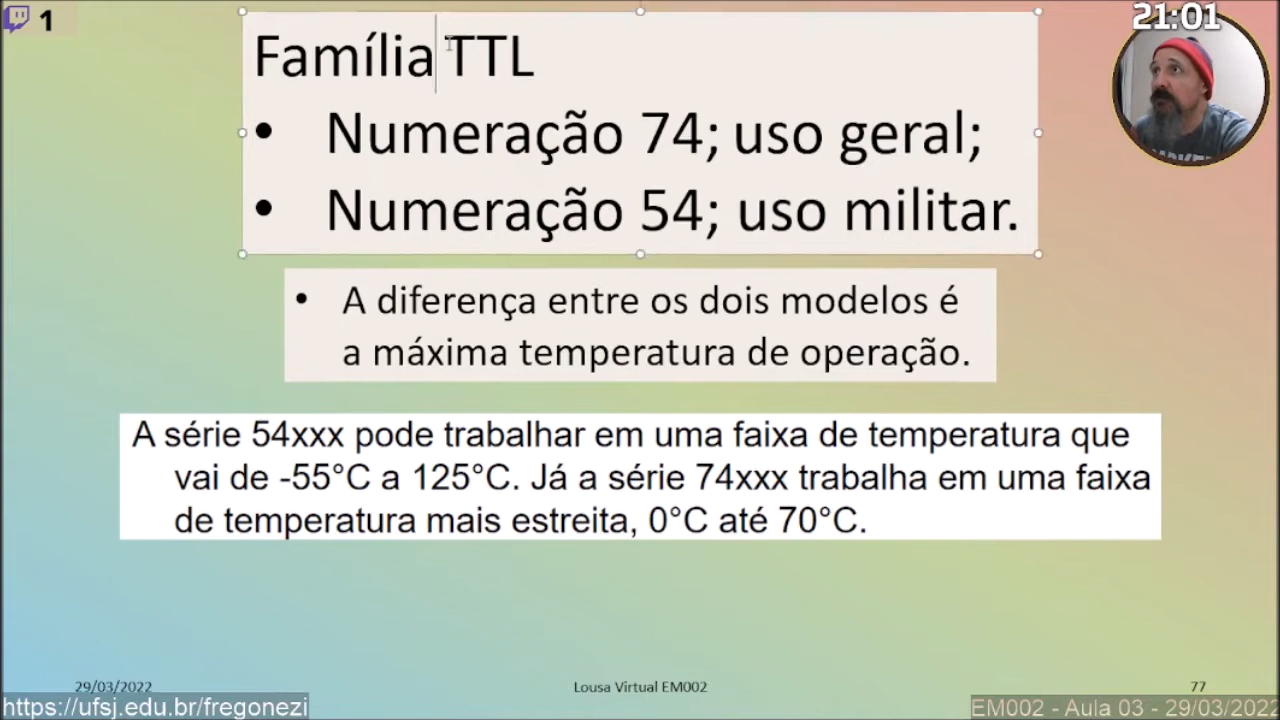 1
21:01
Família TTL
• Numeração 74; uso geral;
• Numeração 54; uso militar.
• A diferença entre os dois modelos é
a máxima temperatura de operação.
A série 54xxx pode trabalhar em uma faixa de temperatura que
vai de -55°C a 125°C. Já a série 74xxx trabalha em uma faixa
de temperatura mais estreita, 0°C até 70°C.
29/03/2022
Lousa Virtual EM002
77
https://ufsj.edu.br/fregonezi
EM002 - Aula 03 - 29/03/2022